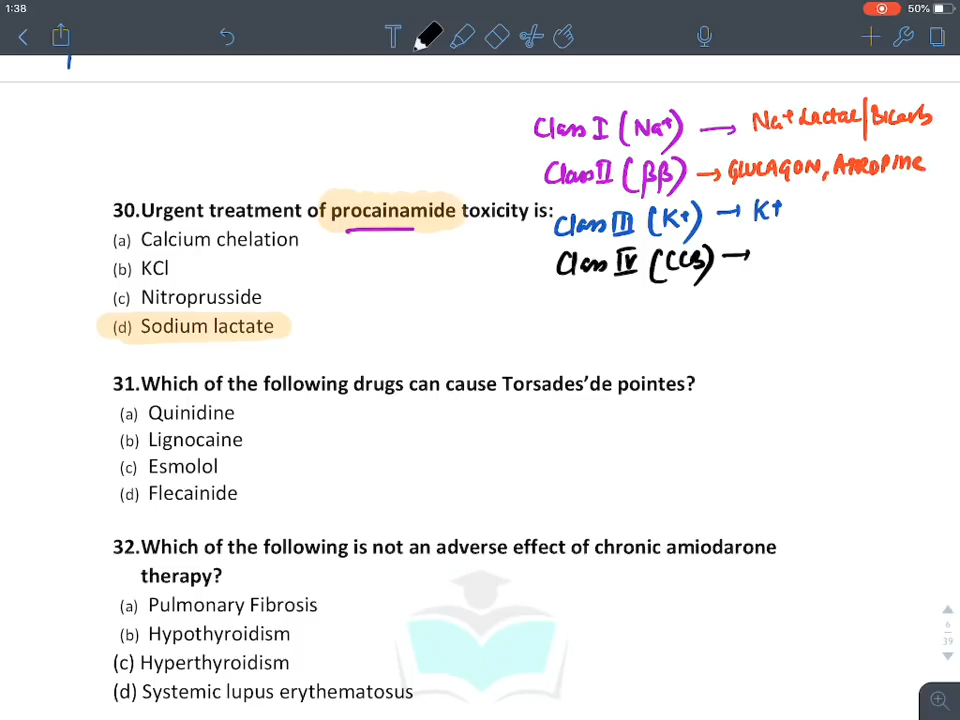 1:38
50%
T
Class I (Na+) → Na+ Lactate/Bicarb
Class II (ββ) → GLUCAGON, ATROPINE
30.Urgent treatment of procainamide toxicity is:
Class III (K+) → K+
(a) Calcium chelation
Class IV (CCB) →
(b) KCl
(c) Nitroprusside
(d) Sodium lactate
31.Which of the following drugs can cause Torsades'de pointes?
(a) Quinidine
(b) Lignocaine
(c) Esmolol
(d) Flecainide
32.Which of the following is not an adverse effect of chronic amiodarone
therapy?
(a) Pulmonary Fibrosis
(b) Hypothyroidism
(c) Hyperthyroidism
(d) Systemic lupus erythematosus
6
39